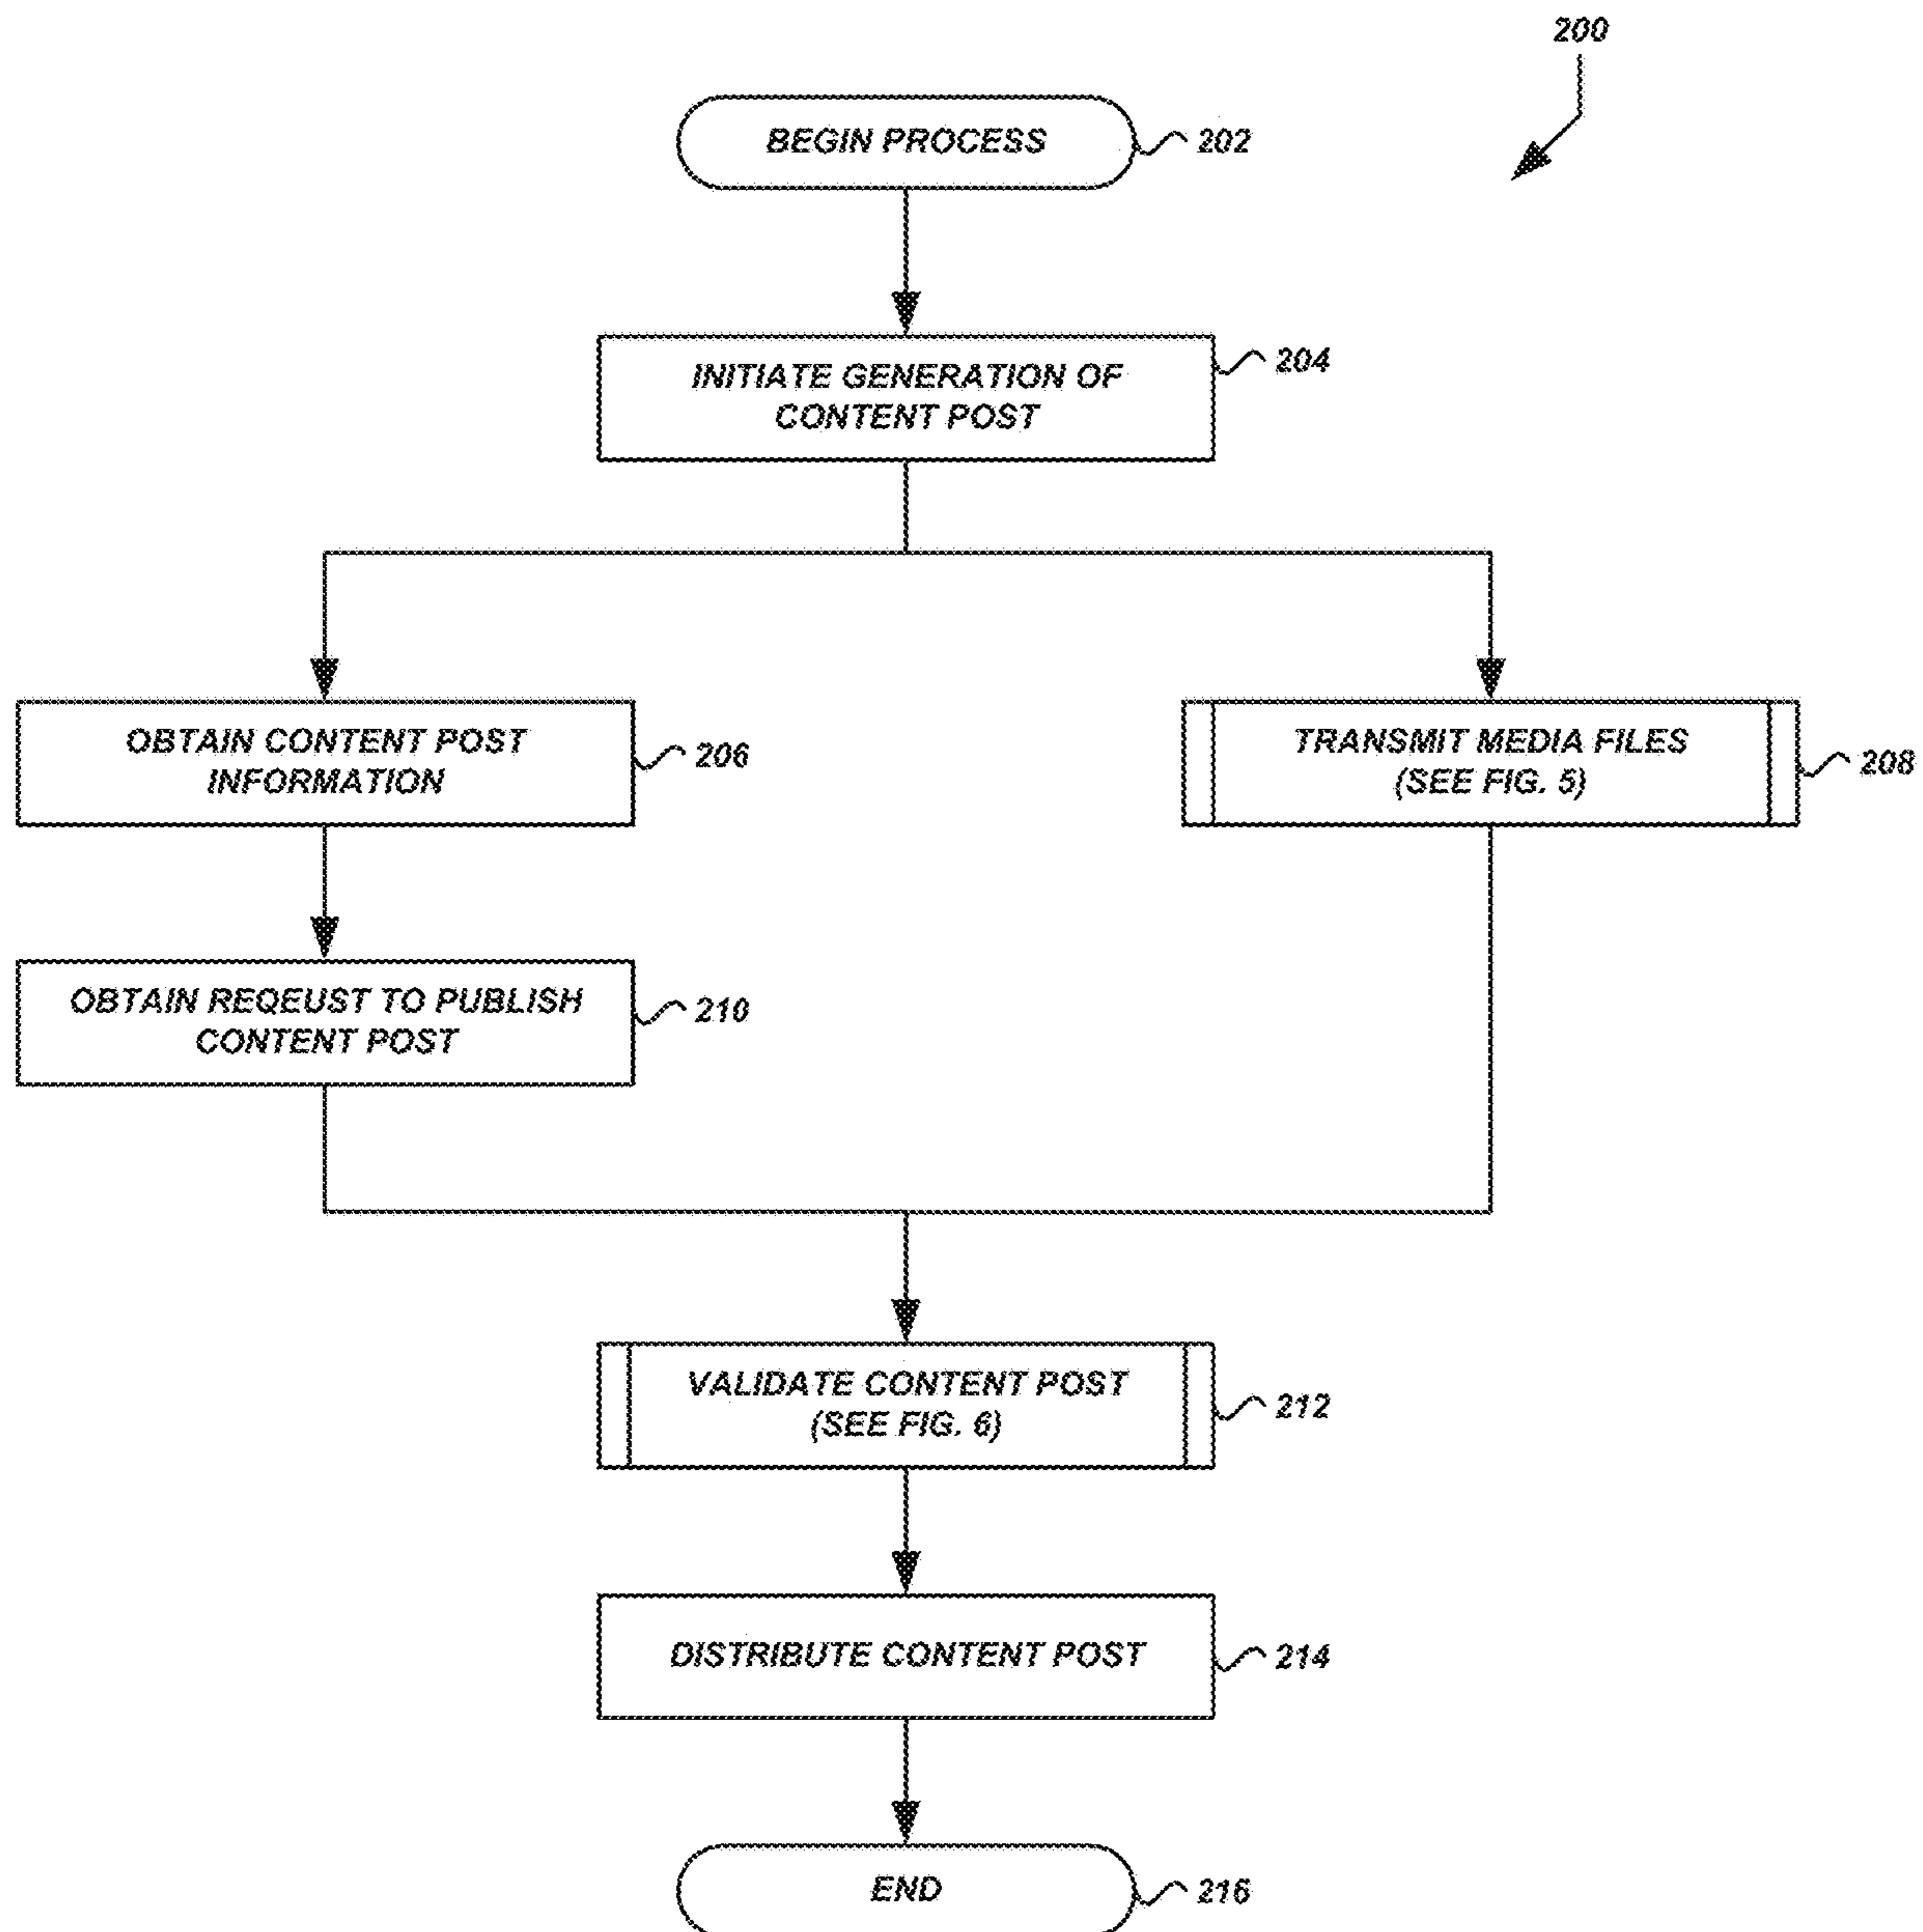 200
BEGIN PROCESS
202
INITIATE GENERATION OF
CONTENT POST
204
OBTAIN CONTENT POST
INFORMATION
206
TRANSMIT MEDIA FILES
(SEE FIG. 5)
208
OBTAIN REQEUST TO PUBLISH
CONTENT POST
210
VALIDATE CONTENT POST
(SEE FIG. 6)
212
DISTRIBUTE CONTENT POST
214
END
216